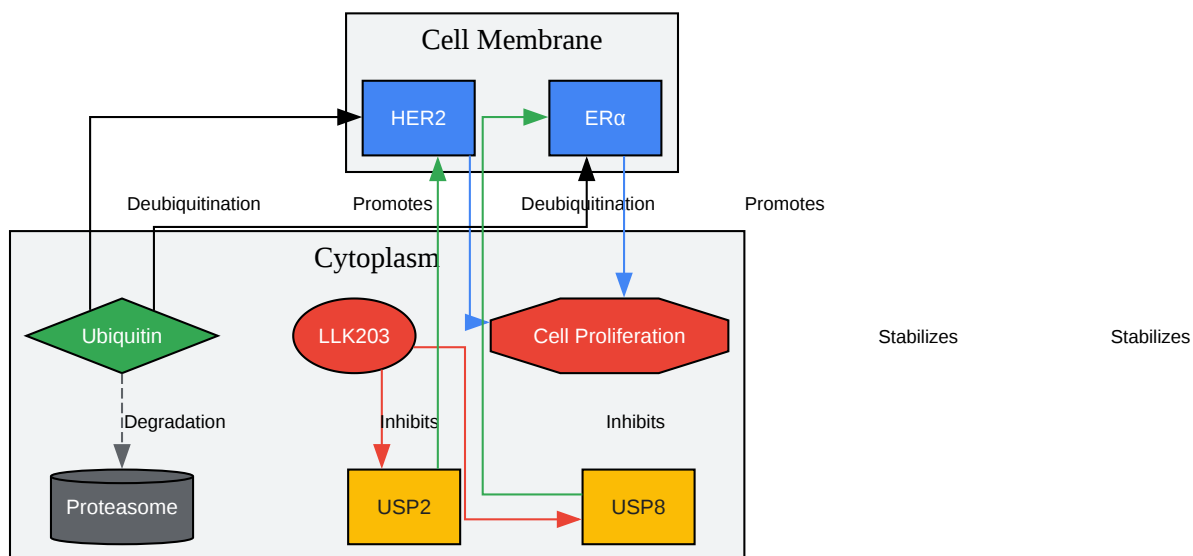 Cell Membrane
HER2
ERα
Deubiquitination
Promotes
Deubiquitination
Promotes
Cytoplasm
Ubiquitin
LLK203
Cell Proliferation
Stabilizes
Stabilizes
Degradation
Inhibits
Inhibits
Proteasome
USP2
USP8